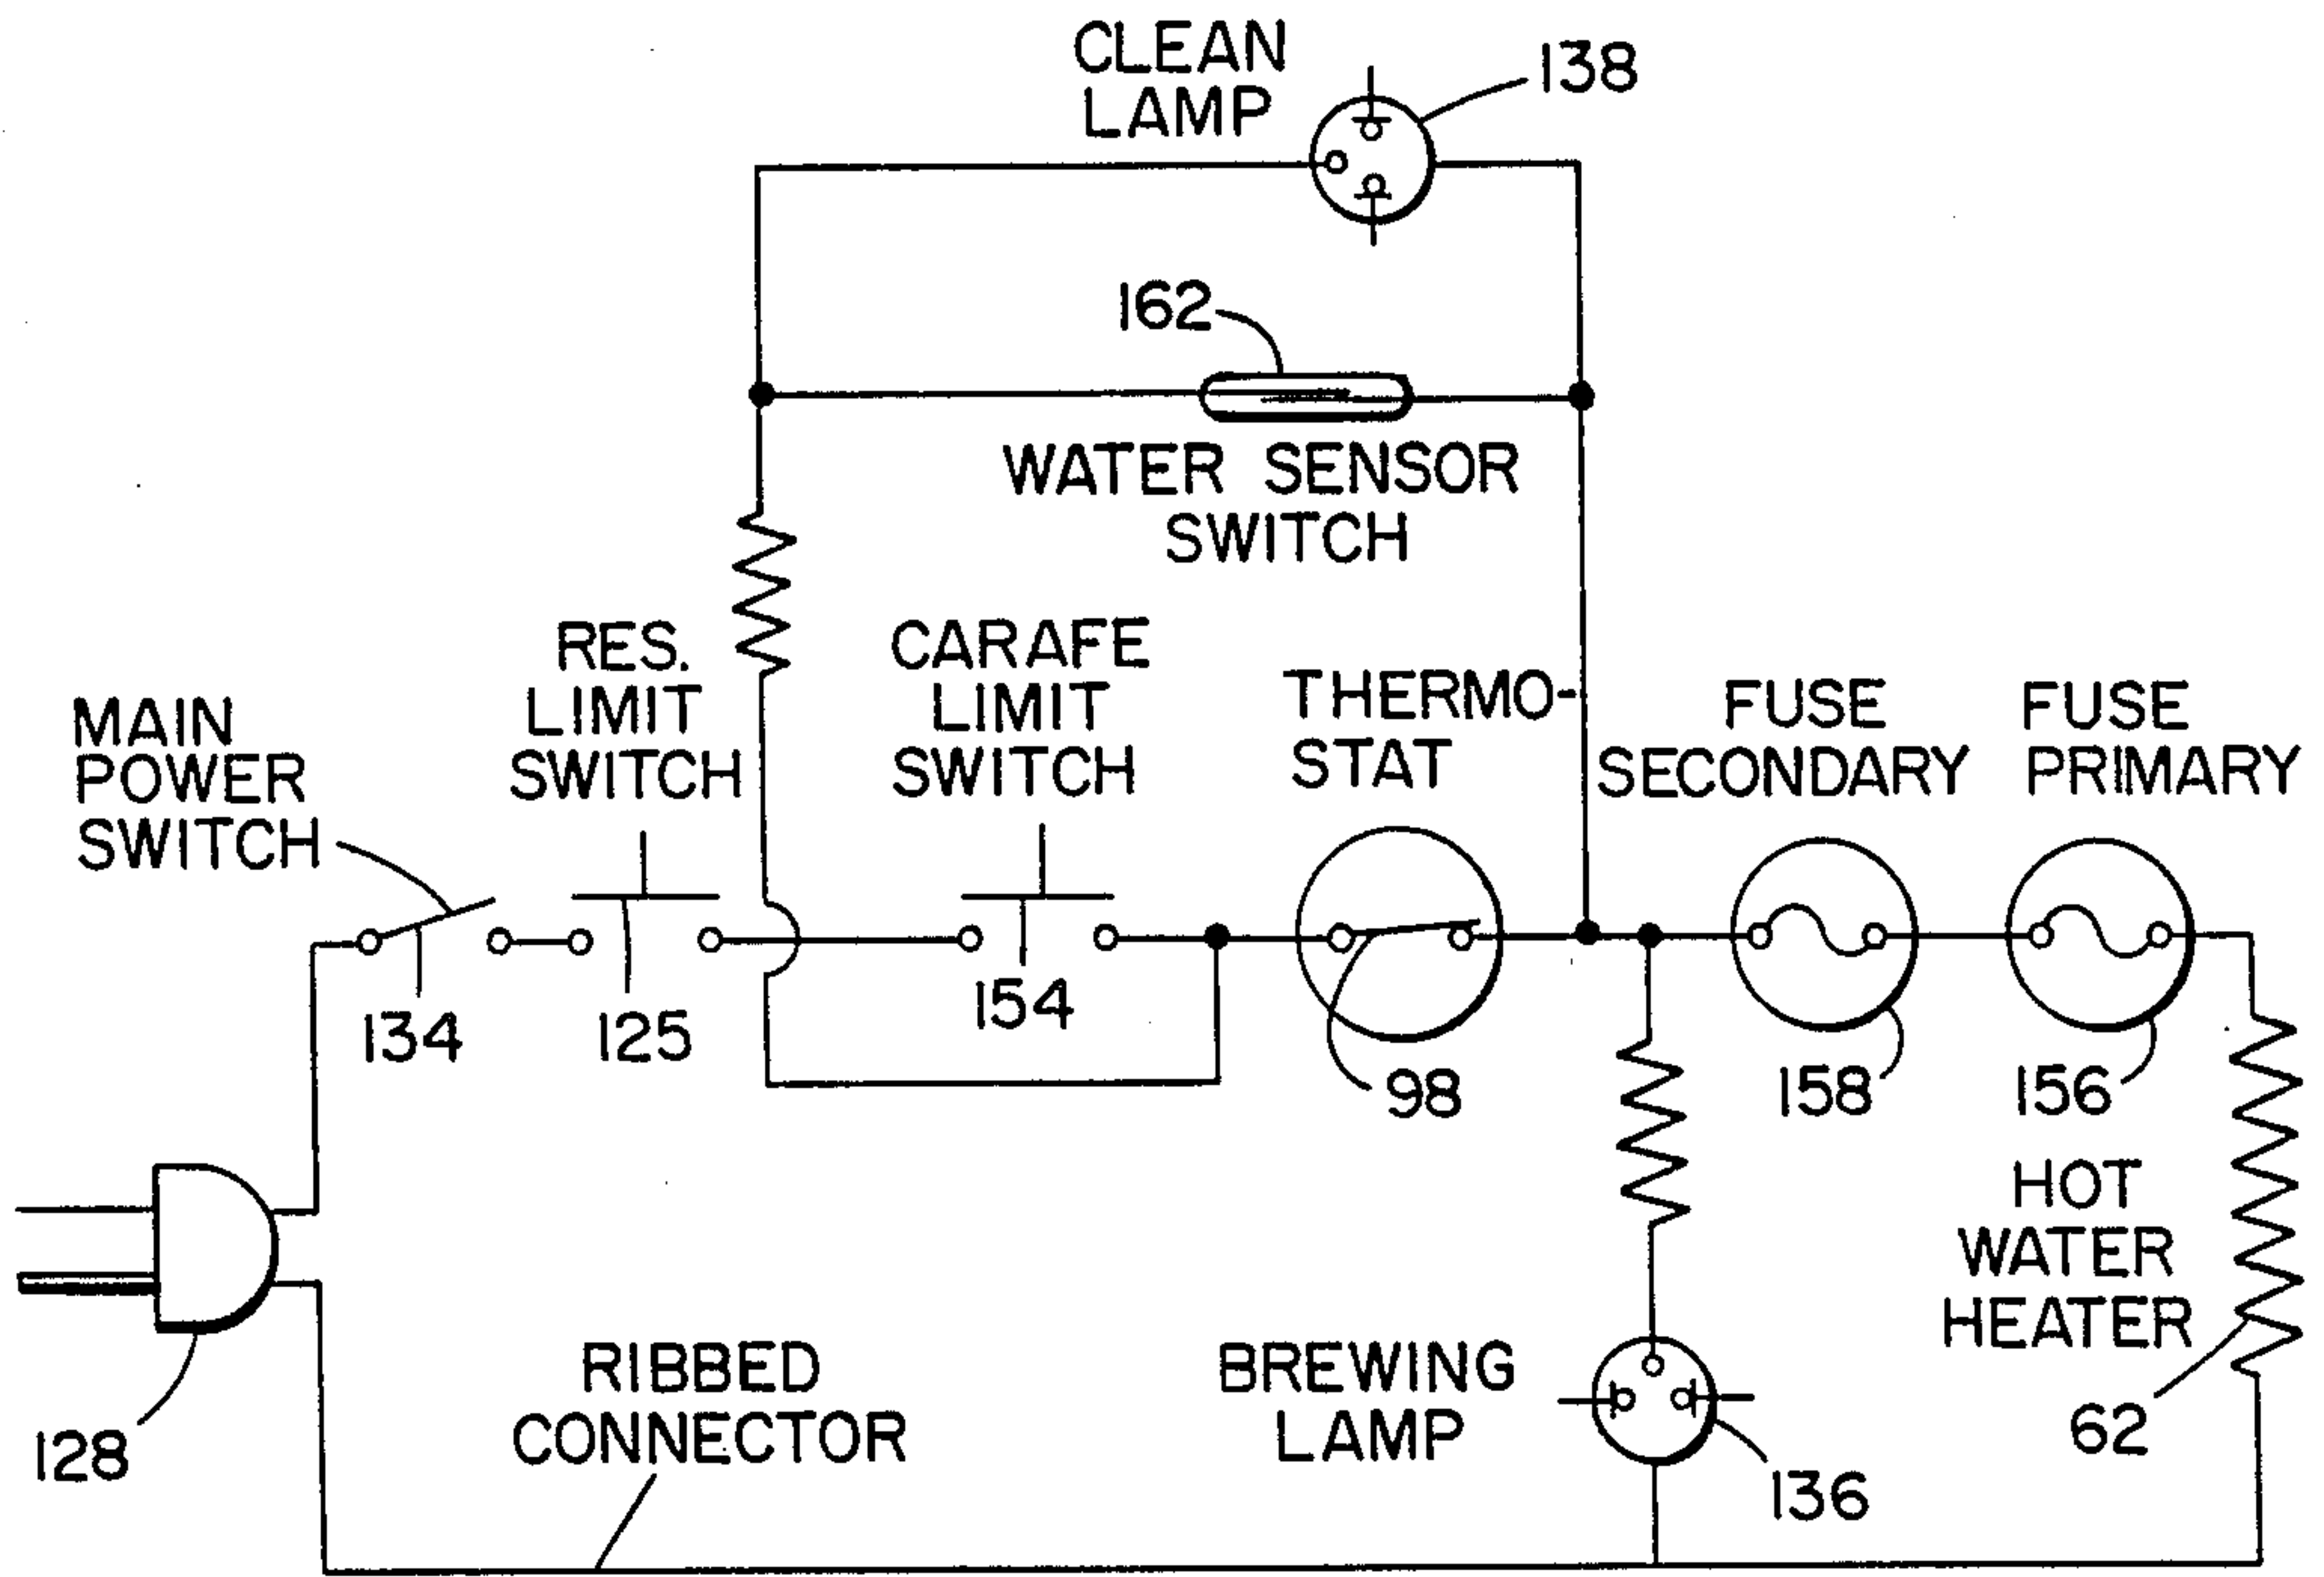 CLEAN
LAMP
138
162
WATER SENSOR
SWITCH
MAIN
POWER
SWITCH
RES.
LIMIT
SWITCH
CARAFE
LIMIT
SWITCH
THERMO-
STAT
FUSE
SECONDARY
FUSE
PRIMARY
134
125
154
98
158
156
HOT
WATER
HEATER
62
128
RIBBED
CONNECTOR
BREWING
LAMP
136